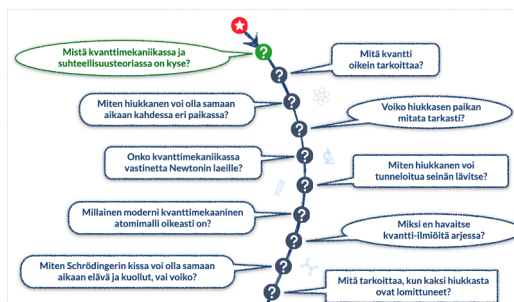 Mistä kvanttimekaniikassa ja
suhteellisuusteoriassa on kyse?
Mitä kvantti
oikein tarkoittaa?
Miten hiukkanen voi olla samaan
aikaan kahdessa eri paikassa?
Voiko hiukkasen paikan
mitata tarkasti?
Onko kvanttimekaniikassa
vastinetta Newtonin laeille?
Miten hiukkanen voi
tunneloitua seinän lävitse?
Millainen moderni kvanttimekaaninen
atomimalli oikeasti on?
Miksi en havaitse
kvantti-ilmiöitä arjessa?
Miten Schrödingerin kissa voi olla samaan
aikaan elävä ja kuollut, vai voiko?
Mitä tarkoittaa, kun kaksi hiukkasta
ovat lomittuneet?